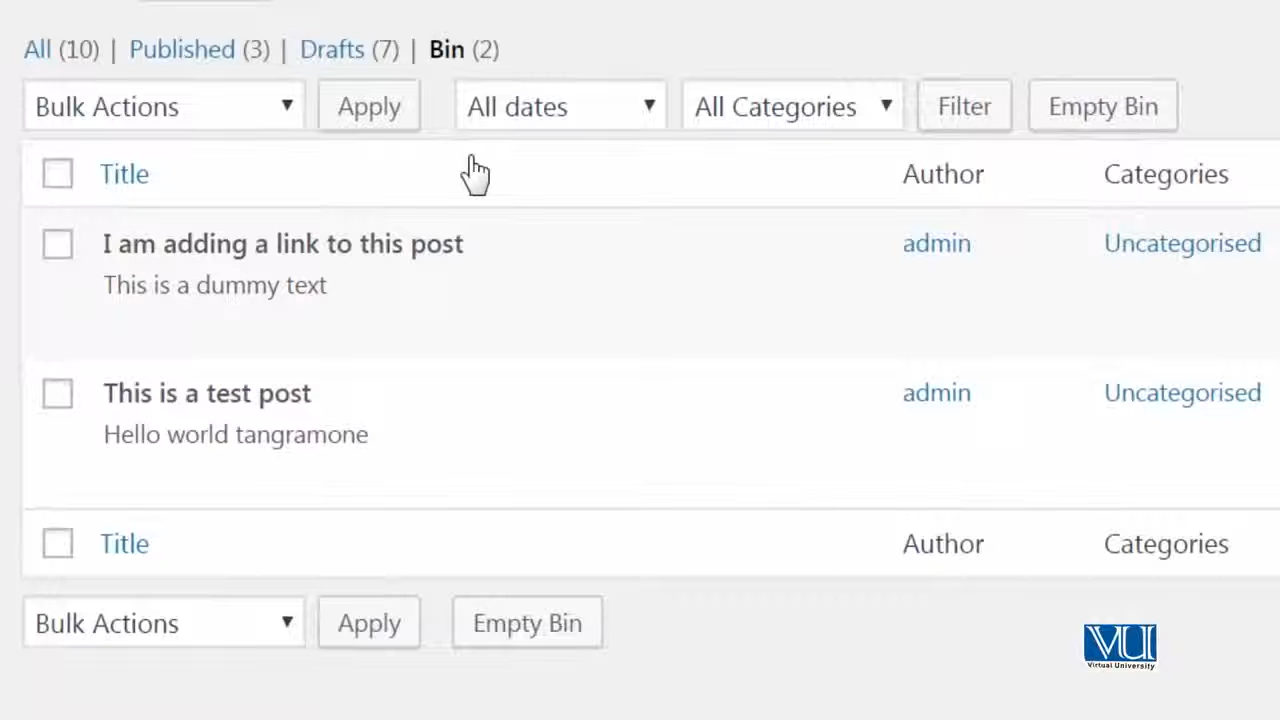 All (10) | Published (3) | Drafts (7) | Bin (2)
Bulk Actions Apply All dates All Categories Filter Empty Bin
Title Author Categories
I am adding a link to this post admin Uncategorised
This is a dummy text
This is a test post admin Uncategorised
Hello world tangramone
Title Author Categories
Bulk Actions Apply Empty Bin
VU
Virtual University